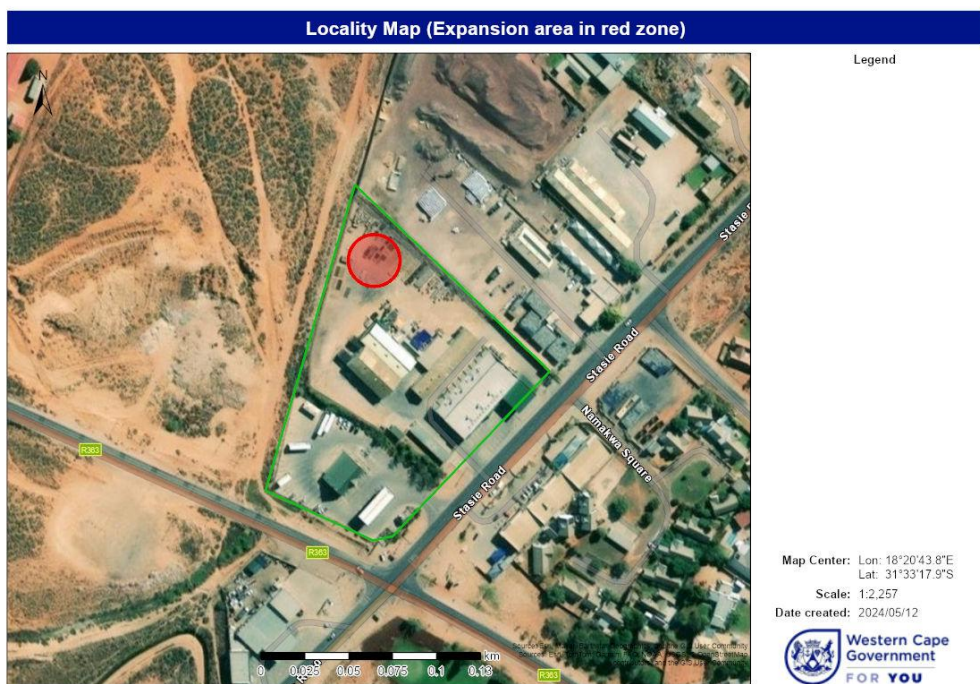 Locality Map (Expansion area in red zone)
Legend
N
Stasie
Stasie Road
Namakwa Square
R363
Stasie Road
R363
R363
0 0.025 0.05 0.075 0.1 0.13 km
Map Center: Lon: 18°20'43.8"E
Lat: 31°33'17.9"S
Scale: 1:2,257
Date created: 2024/05/12
Western Cape
Government
FOR YOU